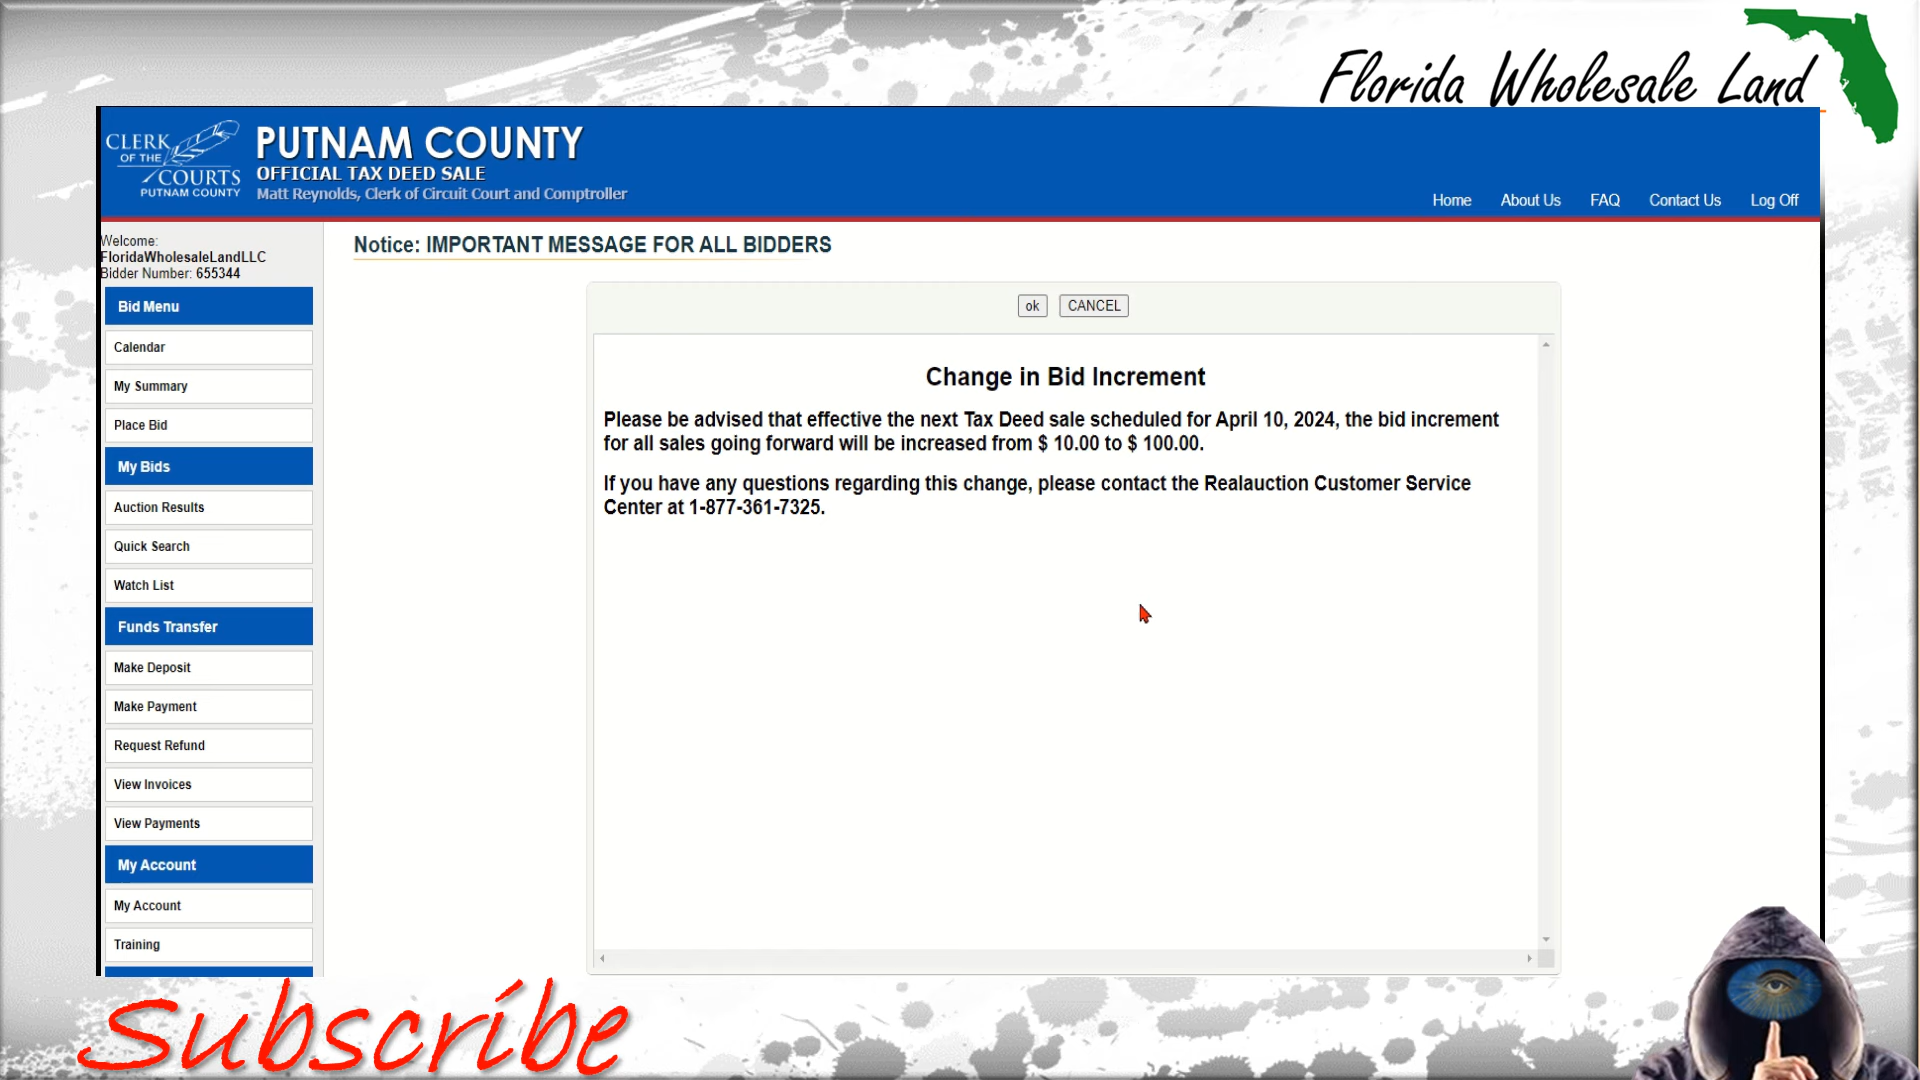 Florida Wholesale Land
CLERK
OF THE
COURTS
PUTNAM COUNTY
PUTNAM COUNTY
OFFICIAL TAX DEED SALE
Matt Reynolds, Clerk of Circuit Court and Comptroller
Home About Us FAQ Contact Us Log Off
Welcome:
FloridaWholesaleLandLLC
Bidder Number: 655344
Bid Menu
Calendar
My Summary
Place Bid
My Bids
Auction Results
Quick Search
Watch List
Funds Transfer
Make Deposit
Make Payment
Request Refund
View Invoices
View Payments
My Account
My Account
Training
Notice: IMPORTANT MESSAGE FOR ALL BIDDERS
ok CANCEL
Change in Bid Increment
Please be advised that effective the next Tax Deed sale scheduled for April 10, 2024, the bid increment
for all sales going forward will be increased from $ 10.00 to $ 100.00.
If you have any questions regarding this change, please contact the Realauction Customer Service
Center at 1-877-361-7325.
Subscribe